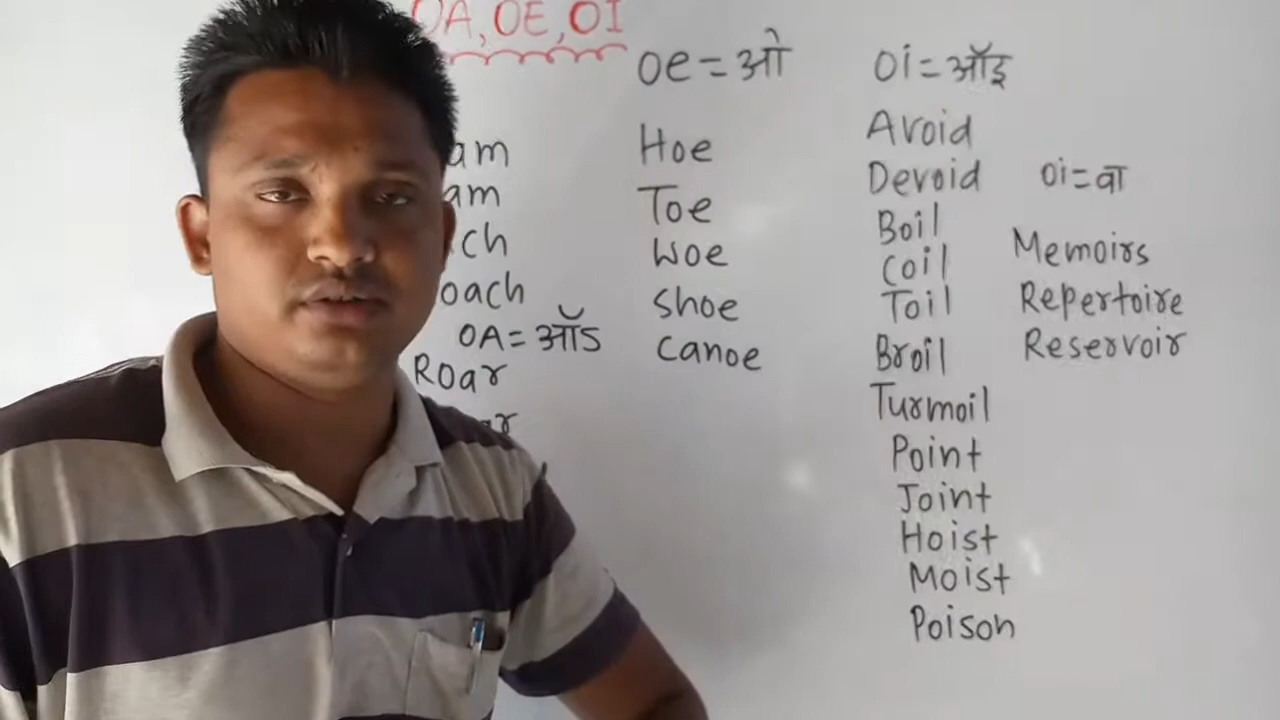 OA, OE, OI
oe = ओ
Hoe
Toe
Woe
Shoe
Canoe
OA = ऑऽ
Roar
oi = ऑइ
Avoid
Devoid
Boil
Coil
Toil
Broil
Turmoil
Point
Joint
Hoist
Moist
Poison
oi = वा
Memoirs
Repertoire
Reservoir